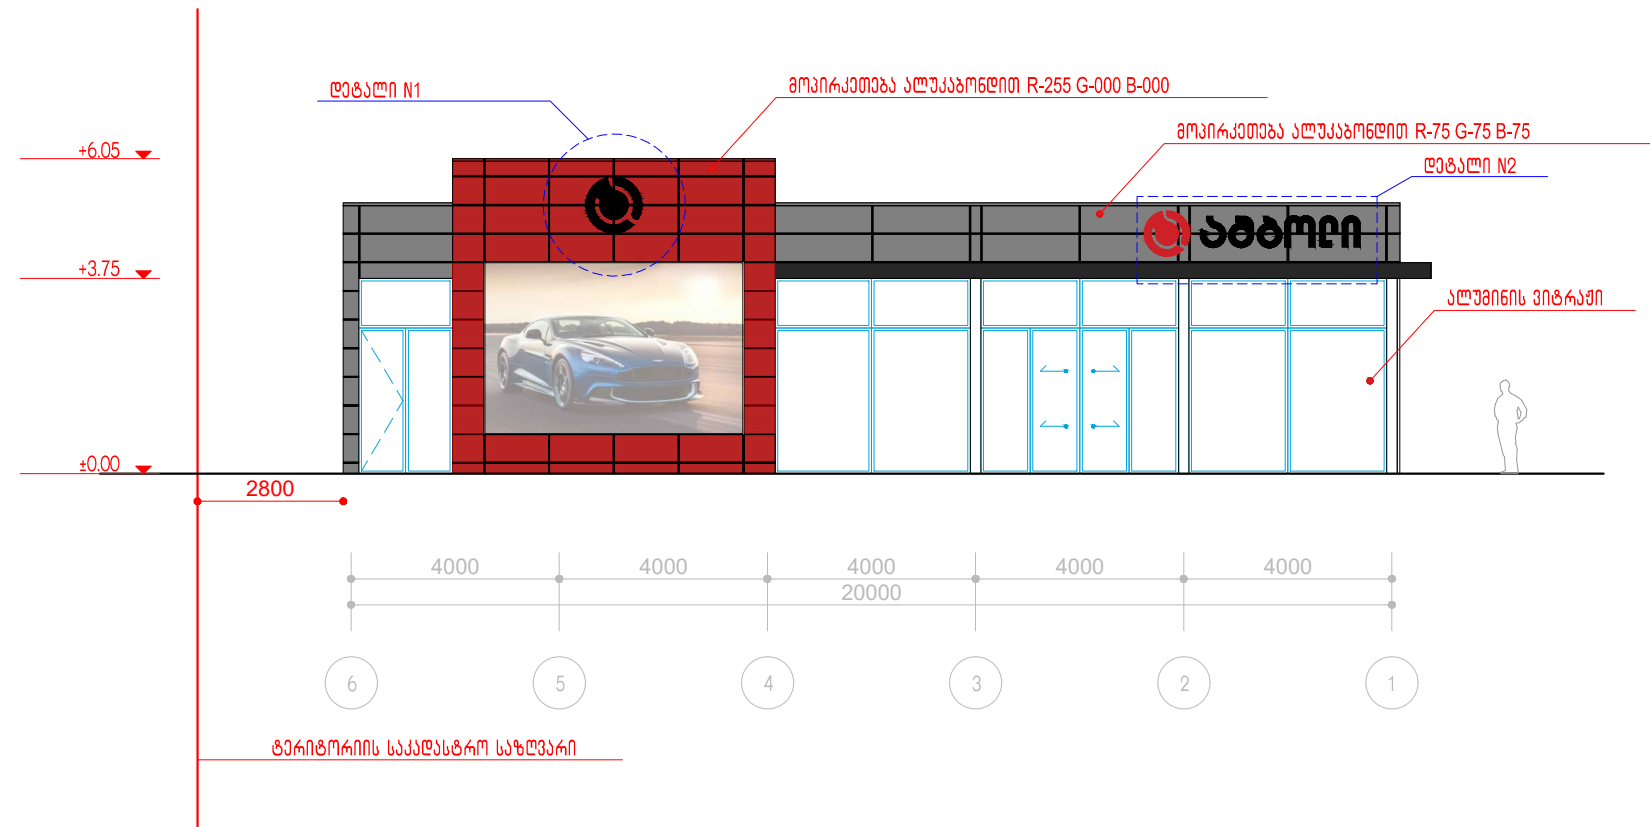 დეტალი N1
მოპირკეთება ალუკაბონდით R-255 G-000 B-000
მოპირკეთება ალუკაბონდით R-75 G-75 B-75
+6.05
დეტალი N2
ამბოლი
+3.75
ალუმინის ვიტრაჟი
±0.00
2800
4000 4000 4000 4000 4000
20000
6 5 4 3 2 1
ტერიტორიის საკადასტრო საზღვარი